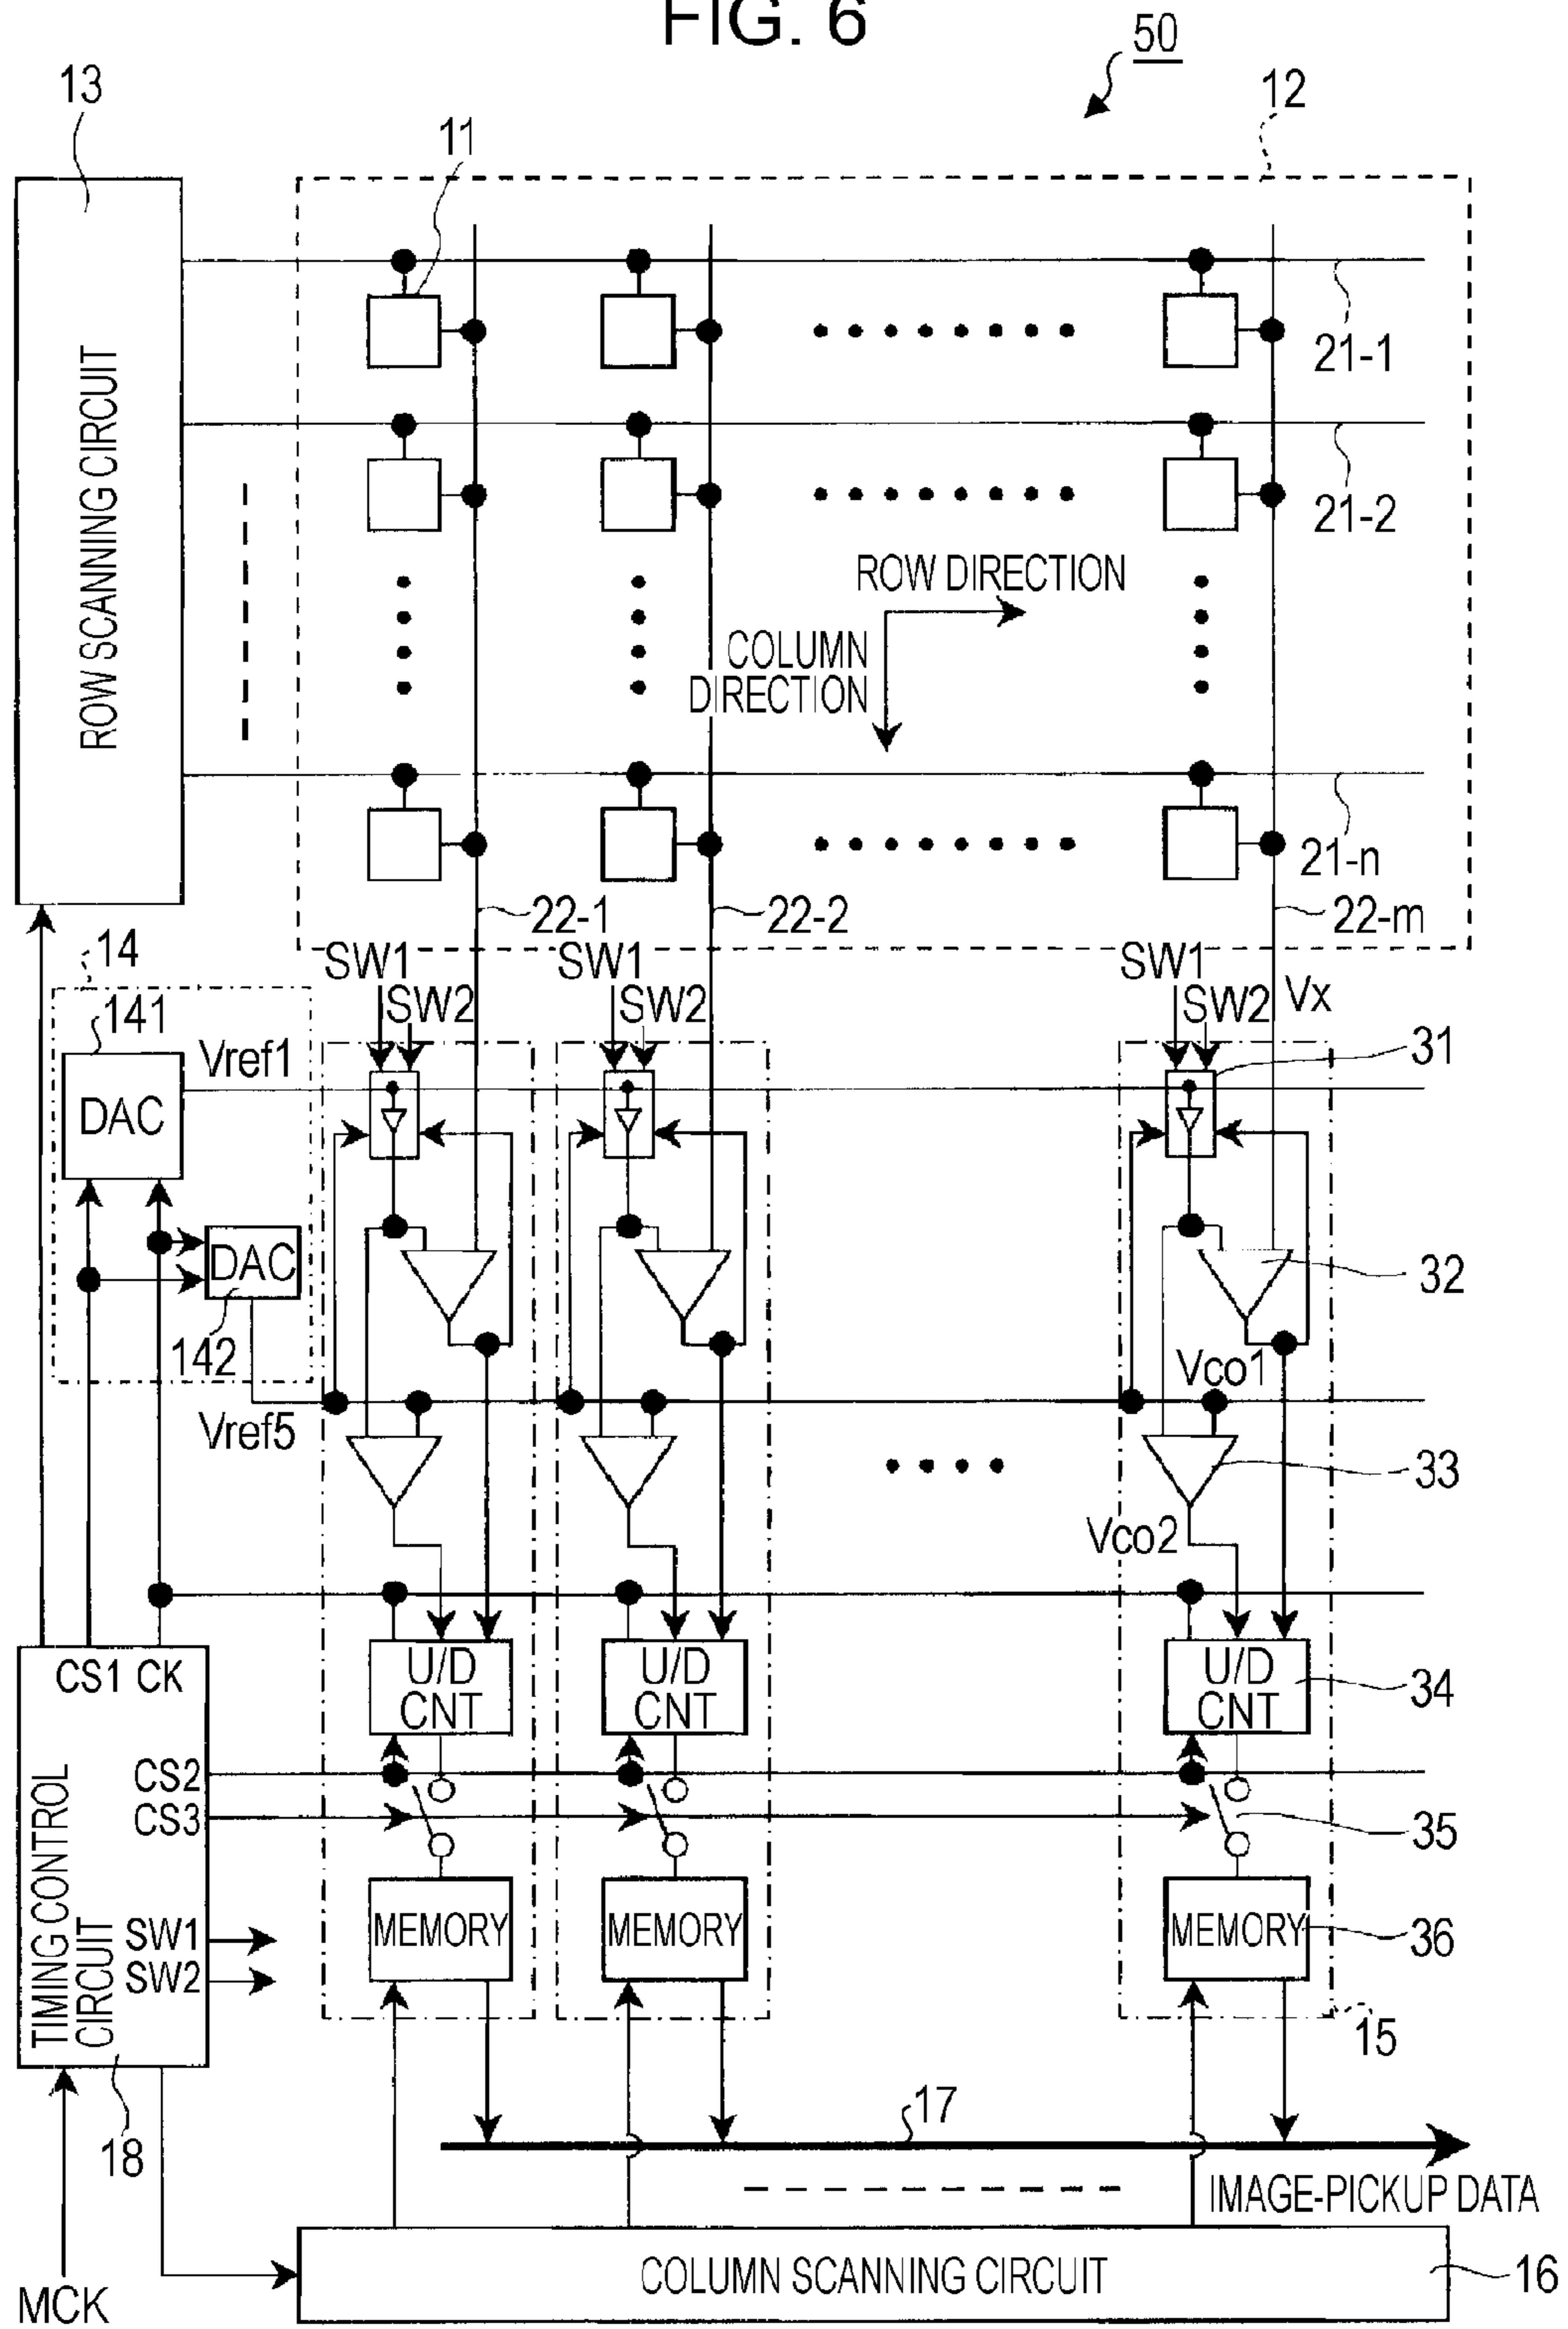 FIG. 6
50
13
12
11
ROW SCANNING CIRCUIT
21-1
21-2
ROW DIRECTION
COLUMN
DIRECTION
21-n
22-1
22-2
22-m
14
SW1
SW2
SW1
SW2
SW1
SW2
Vx
141
Vref1
31
DAC
DAC
32
142
Vco1
Vref5
33
Vco2
CS1 CK
U/D
CNT
U/D
CNT
U/D
CNT
34
CS2
CS3
35
TIMING CONTROL
CIRCUIT
SW1
SW2
MEMORY
MEMORY
MEMORY
36
15
18
17
IMAGE-PICKUP DATA
MCK
COLUMN SCANNING CIRCUIT
16